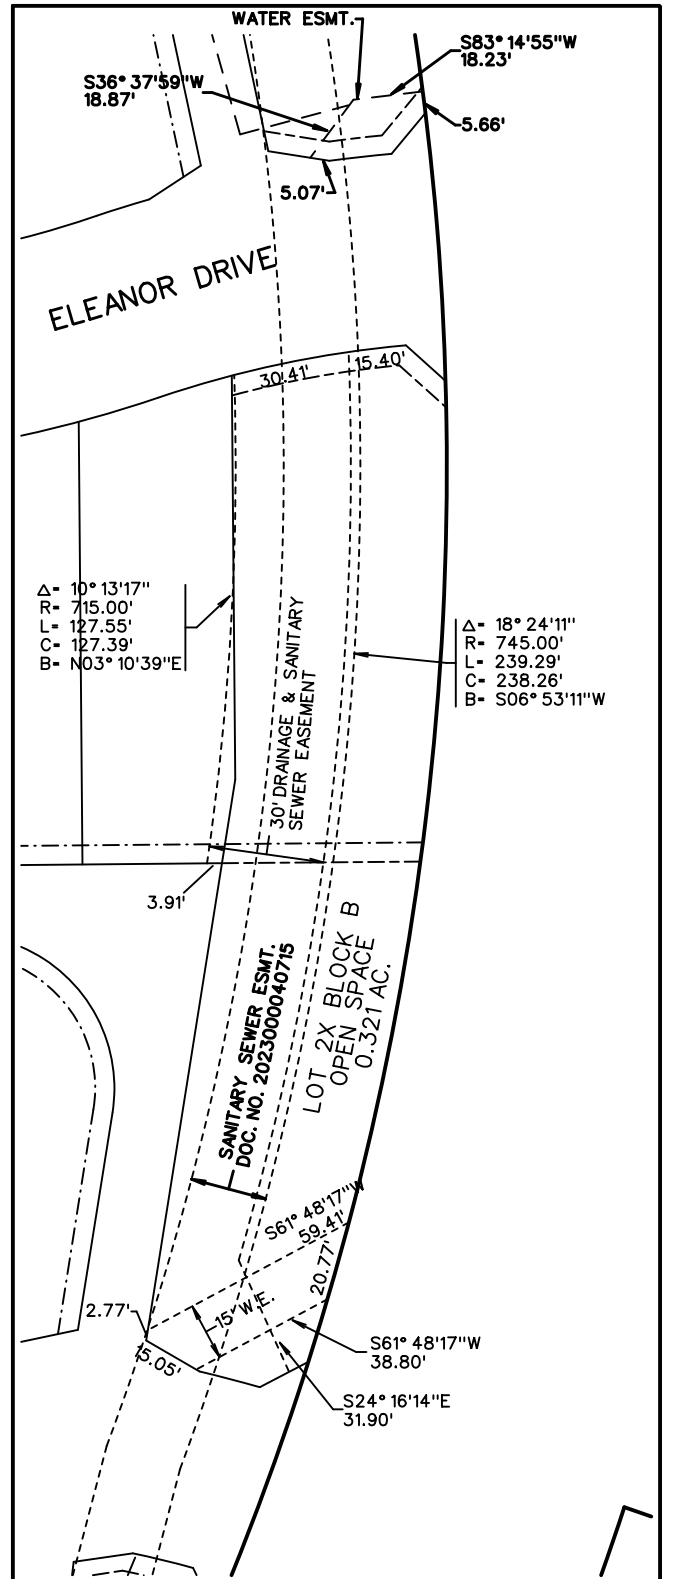 WATER ESMT.
S83° 14'55"W
18.23'
S36° 37'59"W
18.87'
5.66'
5.07'
ELEANOR DRIVE
30.41'
15.40'
Δ= 10° 13'17"
R= 715.00'
L= 127.55'
C= 127.39'
B= N03° 10'39"E
Δ= 18° 24'11"
R= 745.00'
L= 239.29'
C= 238.26'
B= S06° 53'11"W
30' DRAINAGE & SANITARY
SEWER EASEMENT
3.91'
SANITARY SEWER ESMT.
DOC. NO. 2023000040715
LOT 2X BLOCK B
OPEN SPACE
0.321 AC.
S61° 48'17"W
59.41'
20.77'
2.77'
15' W.E.
15.05'
S61° 48'17"W
38.80'
S24° 16'14"E
31.90'